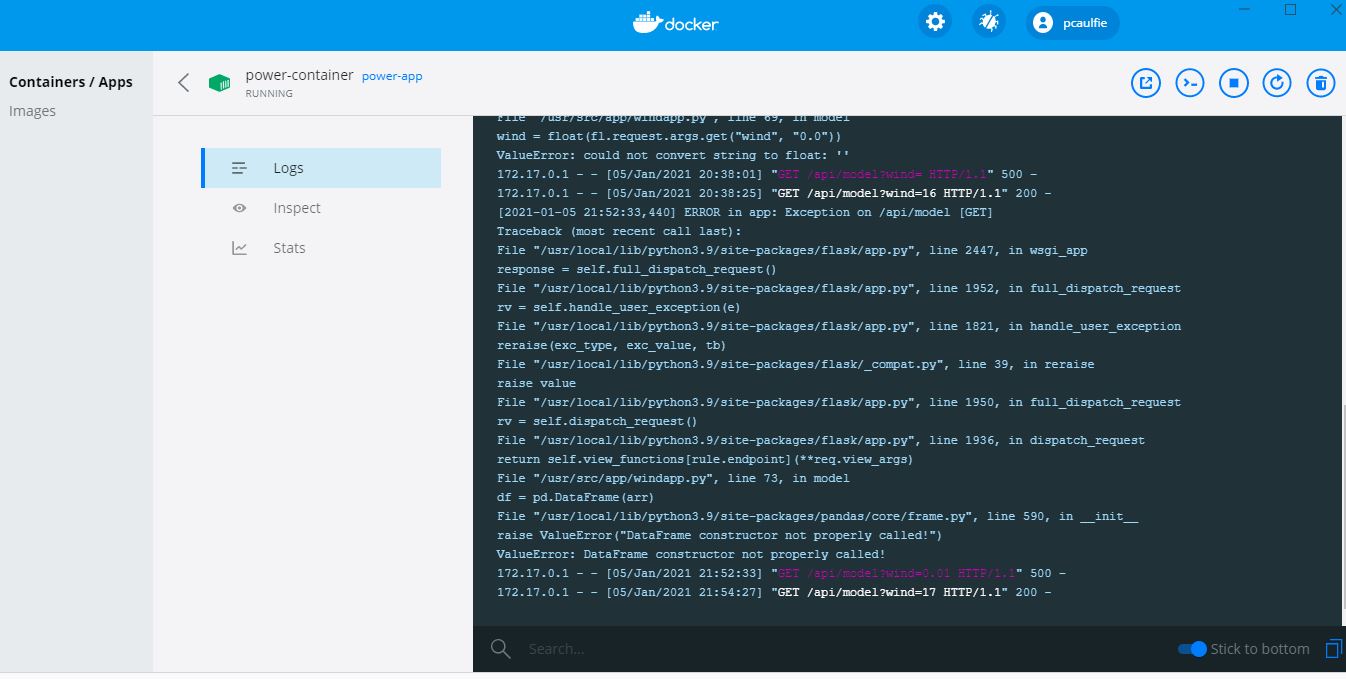 docker
pcaulfie
Containers / Apps
Images
power-container power-app
RUNNING
Logs
Inspect
Stats
File "/usr/src/app/windapp.py", line 69, in model
wind = float(fl.request.args.get("wind", "0.0"))
ValueError: could not convert string to float: ''
172.17.0.1 - - [05/Jan/2021 20:38:01] "GET /api/model?wind= HTTP/1.1" 500 -
172.17.0.1 - - [05/Jan/2021 20:38:25] "GET /api/model?wind=16 HTTP/1.1" 200 -
[2021-01-05 21:52:33,440] ERROR in app: Exception on /api/model [GET]
Traceback (most recent call last):
File "/usr/local/lib/python3.9/site-packages/flask/app.py", line 2447, in wsgi_app
response = self.full_dispatch_request()
File "/usr/local/lib/python3.9/site-packages/flask/app.py", line 1952, in full_dispatch_request
rv = self.handle_user_exception(e)
File "/usr/local/lib/python3.9/site-packages/flask/app.py", line 1821, in handle_user_exception
reraise(exc_type, exc_value, tb)
File "/usr/local/lib/python3.9/site-packages/flask/_compat.py", line 39, in reraise
raise value
File "/usr/local/lib/python3.9/site-packages/flask/app.py", line 1950, in full_dispatch_request
rv = self.dispatch_request()
File "/usr/local/lib/python3.9/site-packages/flask/app.py", line 1936, in dispatch_request
return self.view_functions[rule.endpoint](**req.view_args)
File "/usr/src/app/windapp.py", line 73, in model
df = pd.DataFrame(arr)
File "/usr/local/lib/python3.9/site-packages/pandas/core/frame.py", line 590, in __init__
raise ValueError("DataFrame constructor not properly called!")
ValueError: DataFrame constructor not properly called!
172.17.0.1 - - [05/Jan/2021 21:52:33] "GET /api/model?wind=0.01 HTTP/1.1" 500 -
172.17.0.1 - - [05/Jan/2021 21:54:27] "GET /api/model?wind=17 HTTP/1.1" 200 -
Search...
Stick to bottom